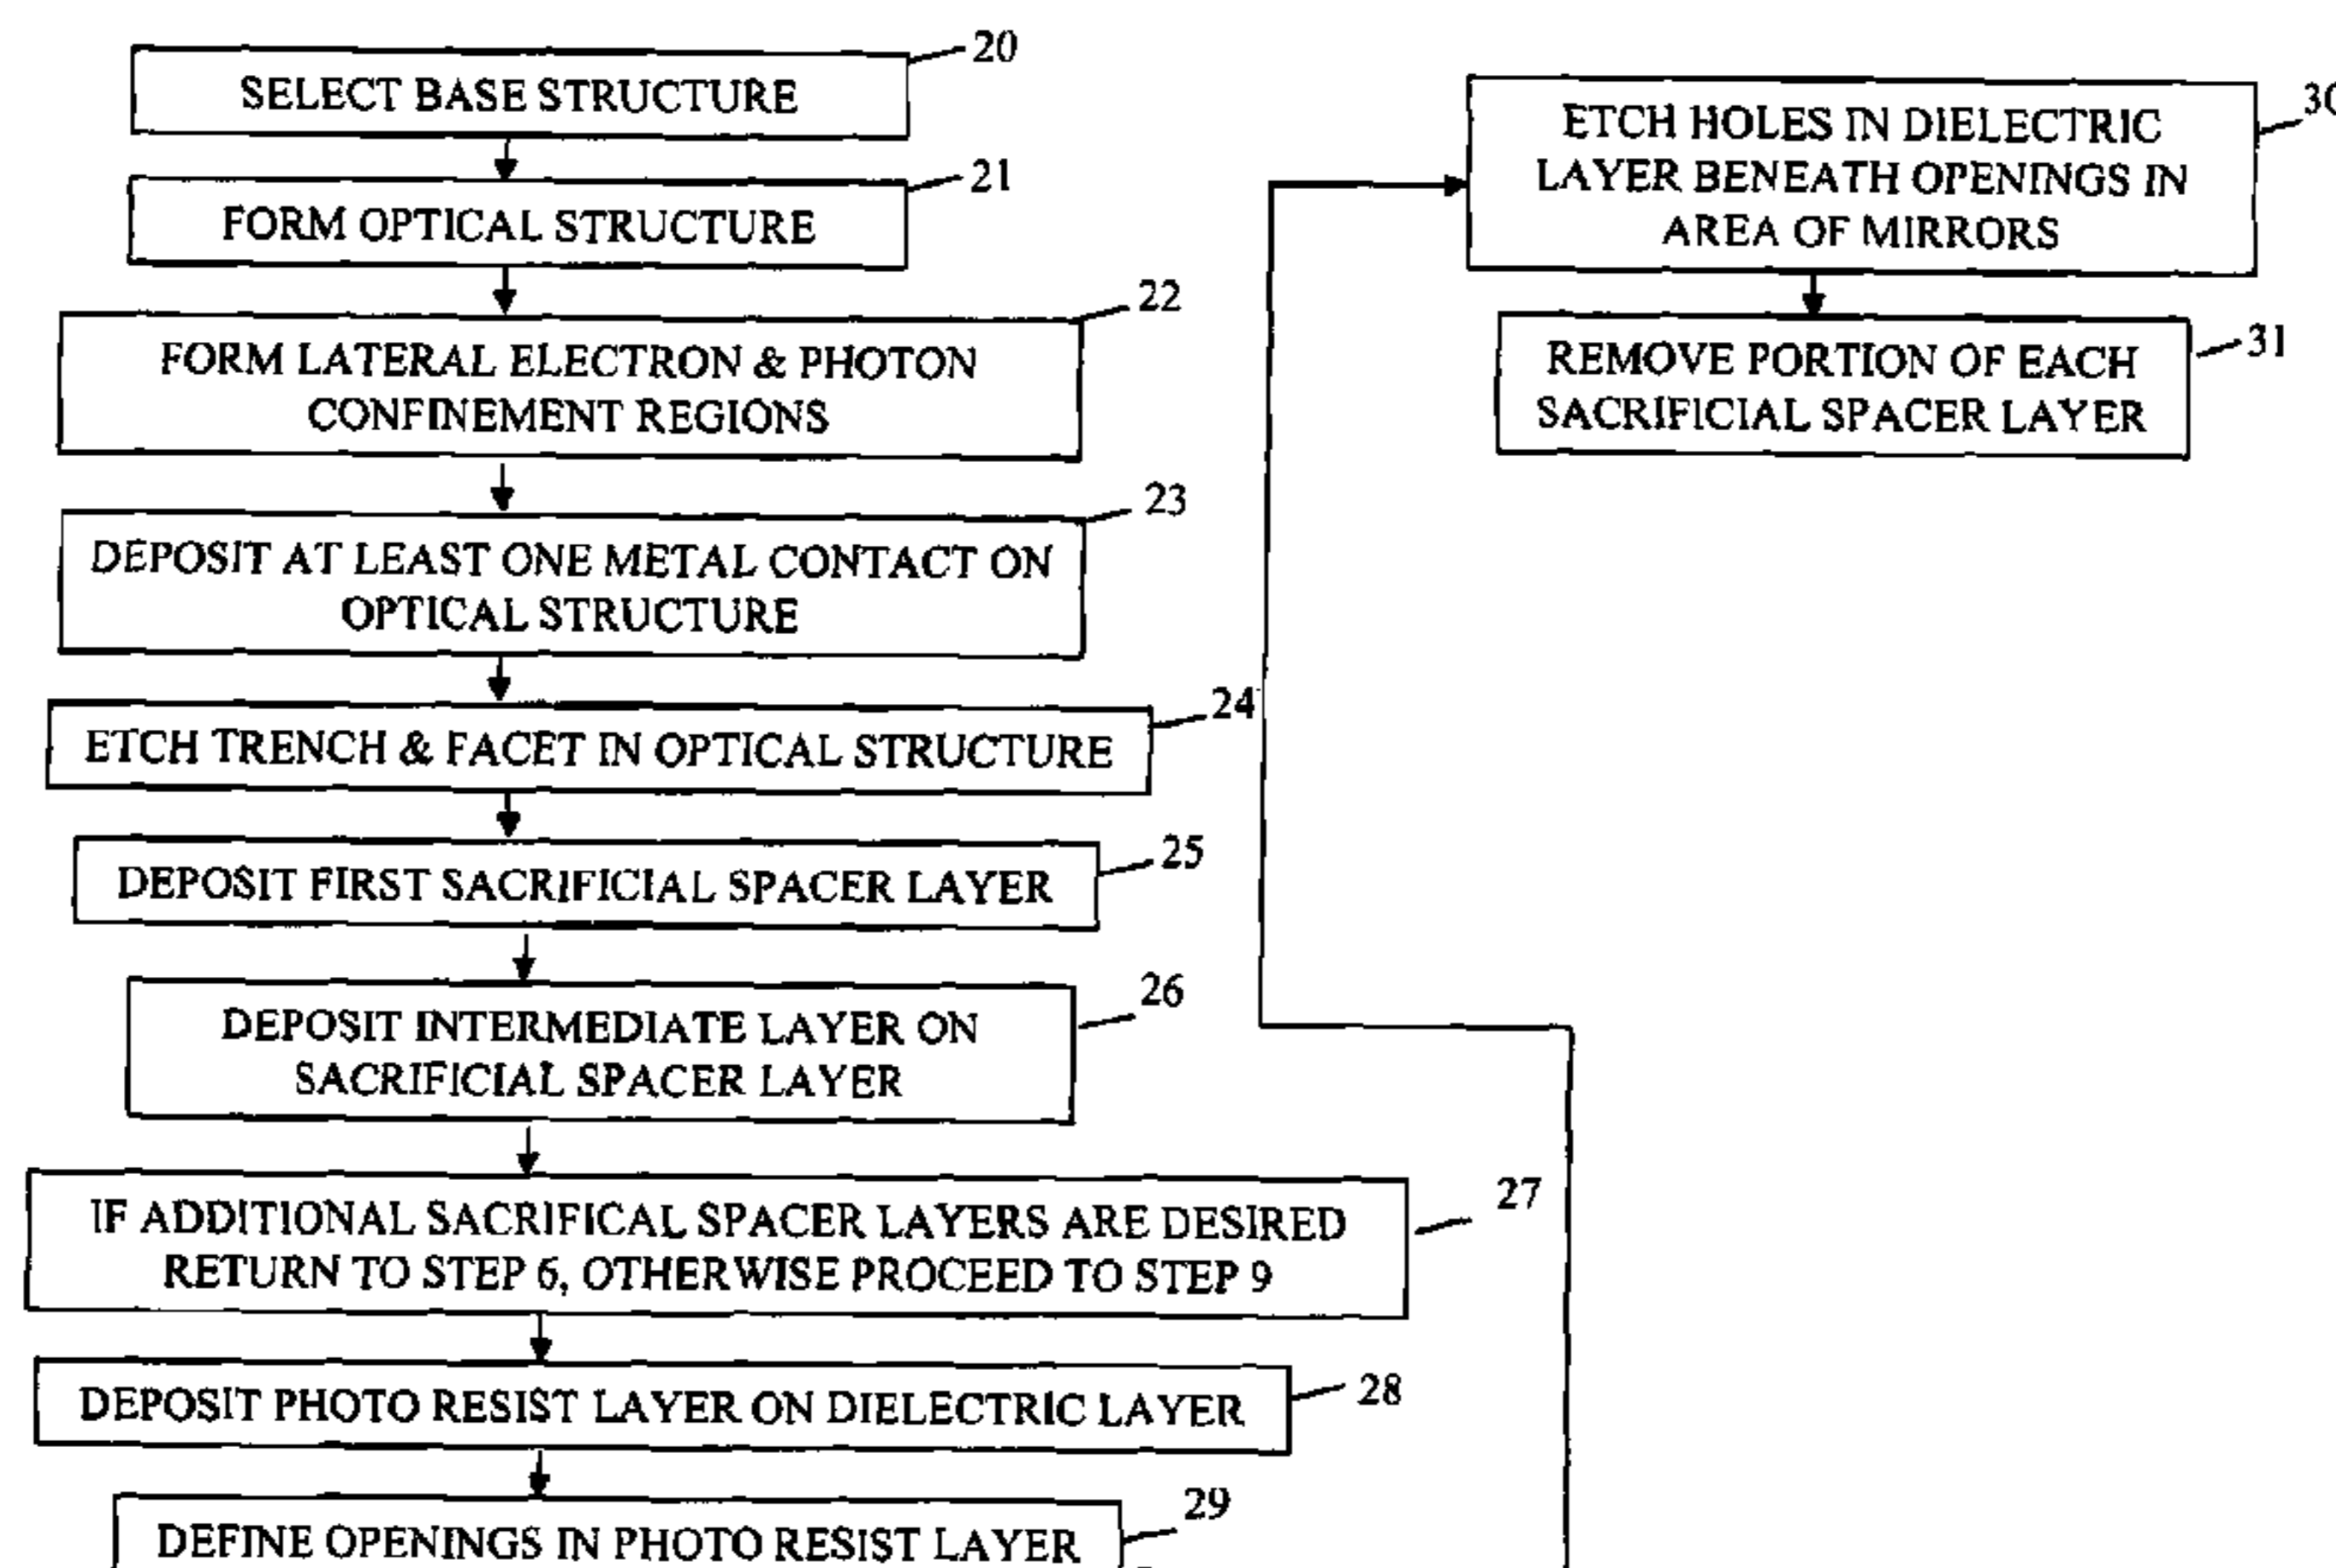 20
SELECT BASE STRUCTURE
21
FORM OPTICAL STRUCTURE
22
FORM LATERAL ELECTRON & PHOTON
CONFINEMENT REGIONS
23
DEPOSIT AT LEAST ONE METAL CONTACT ON
OPTICAL STRUCTURE
24
ETCH TRENCH & FACET IN OPTICAL STRUCTURE
25
DEPOSIT FIRST SACRIFICIAL SPACER LAYER
26
DEPOSIT INTERMEDIATE LAYER ON
SACRIFICIAL SPACER LAYER
27
IF ADDITIONAL SACRIFICAL SPACER LAYERS ARE DESIRED
RETURN TO STEP 6, OTHERWISE PROCEED TO STEP 9
28
DEPOSIT PHOTO RESIST LAYER ON DIELECTRIC LAYER
29
DEFINE OPENINGS IN PHOTO RESIST LAYER
30
ETCH HOLES IN DIELECTRIC
LAYER BENEATH OPENINGS IN
AREA OF MIRRORS
31
REMOVE PORTION OF EACH
SACRIFICIAL SPACER LAYER